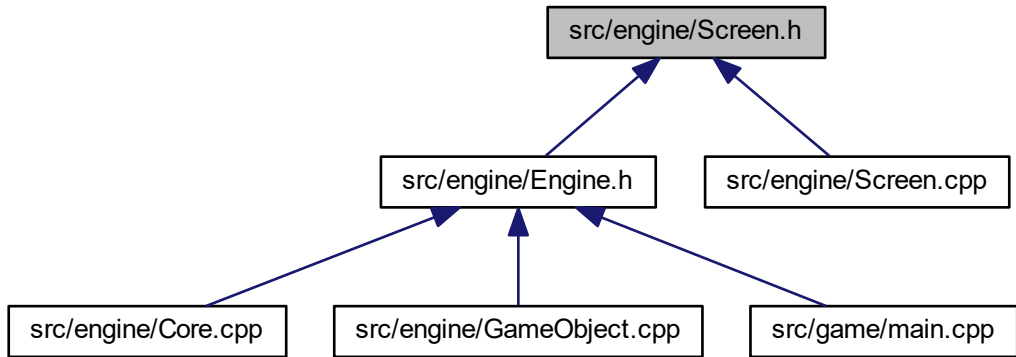 src/engine/Screen.h
src/engine/Engine.h
src/engine/Screen.cpp
src/engine/Core.cpp
src/engine/GameObject.cpp
src/game/main.cpp